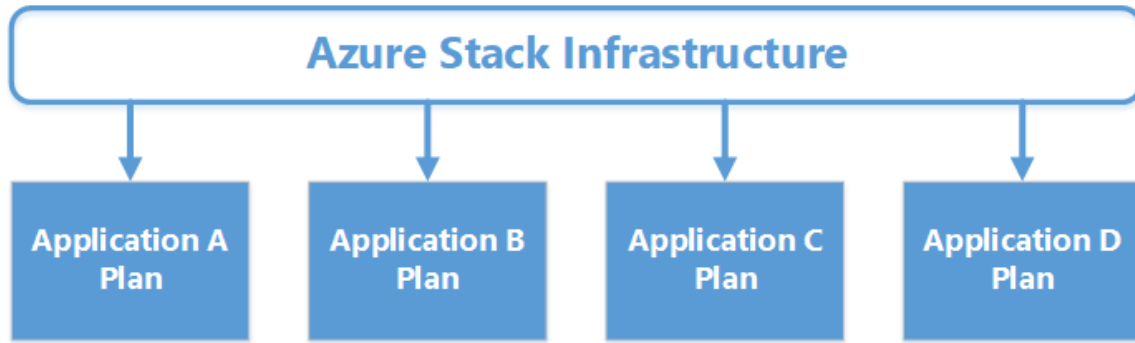 Azure Stack Infrastructure
Application A
Plan
Application B
Plan
Application C
Plan
Application D
Plan